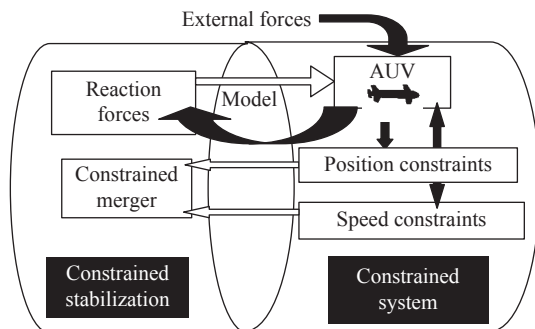 External forces
AUV
Reaction
forces
Model
Position constraints
Constrained
merger
Speed constraints
Constrained
stabilization
Constrained
system